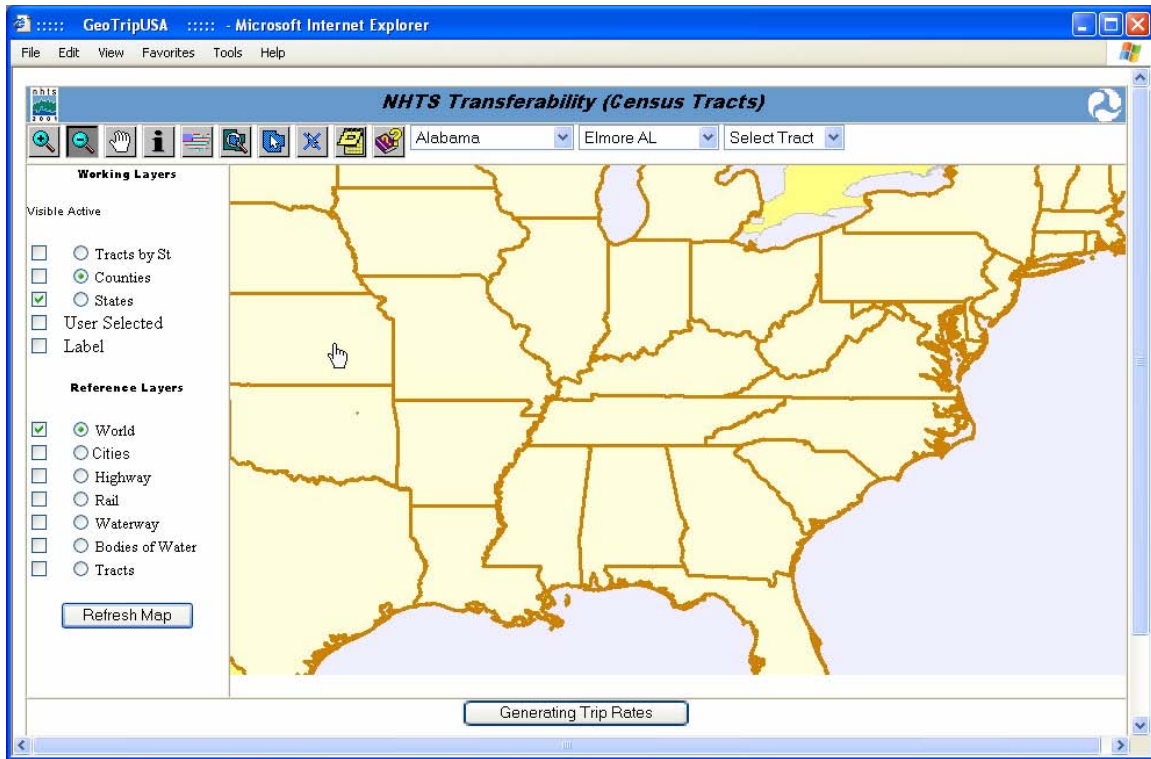 ::::: GeoTripUSA ::::: - Microsoft Internet Explorer
File Edit View Favorites Tools Help
nhts
2001
NHTS Transferability (Census Tracts)
Alabama Elmore AL Select Tract
Working Layers
Visible Active
Tracts by St
Counties
States
User Selected
Label
Reference Layers
World
Cities
Highway
Rail
Waterway
Bodies of Water
Tracts
Refresh Map
Generating Trip Rates